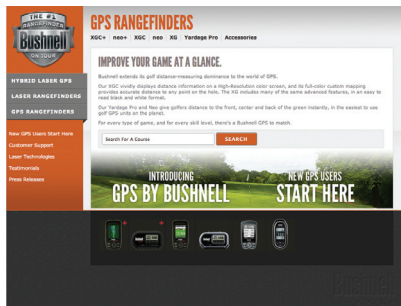 THE #1
RANGEFINDER
Bushnell
ON TOUR
GPS RANGEFINDERS
XGC+ neo+ XGC neo XG Yardage Pro Accessories
HYBRID LASER GPS
LASER RANGEFINDERS
GPS RANGEFINDERS
New GPS Users Start Here
Customer Support
Laser Technologies
Testimonials
Press Releases
IMPROVE YOUR GAME AT A GLANCE.
Bushnell extends its golf distance-measuring dominance to the world of GPS.
Our XGC vividly displays distance information on a High-Resolution color screen, and its full-color custom mapping
provides accurate distance to any point on the hole. The XG includes many of the same advanced features, in an easy to
read black and white format.
Our Yardage Pro and Neo give golfers distance to the front, center and back of the green instantly, in the easiest to use
golf GPS units on the planet.
For every type of game, and for every skill level, there's a Bushnell GPS to match.
Search For A Course
SEARCH
INTRODUCING
GPS BY BUSHNELL
NEW GPS USERS
START HERE